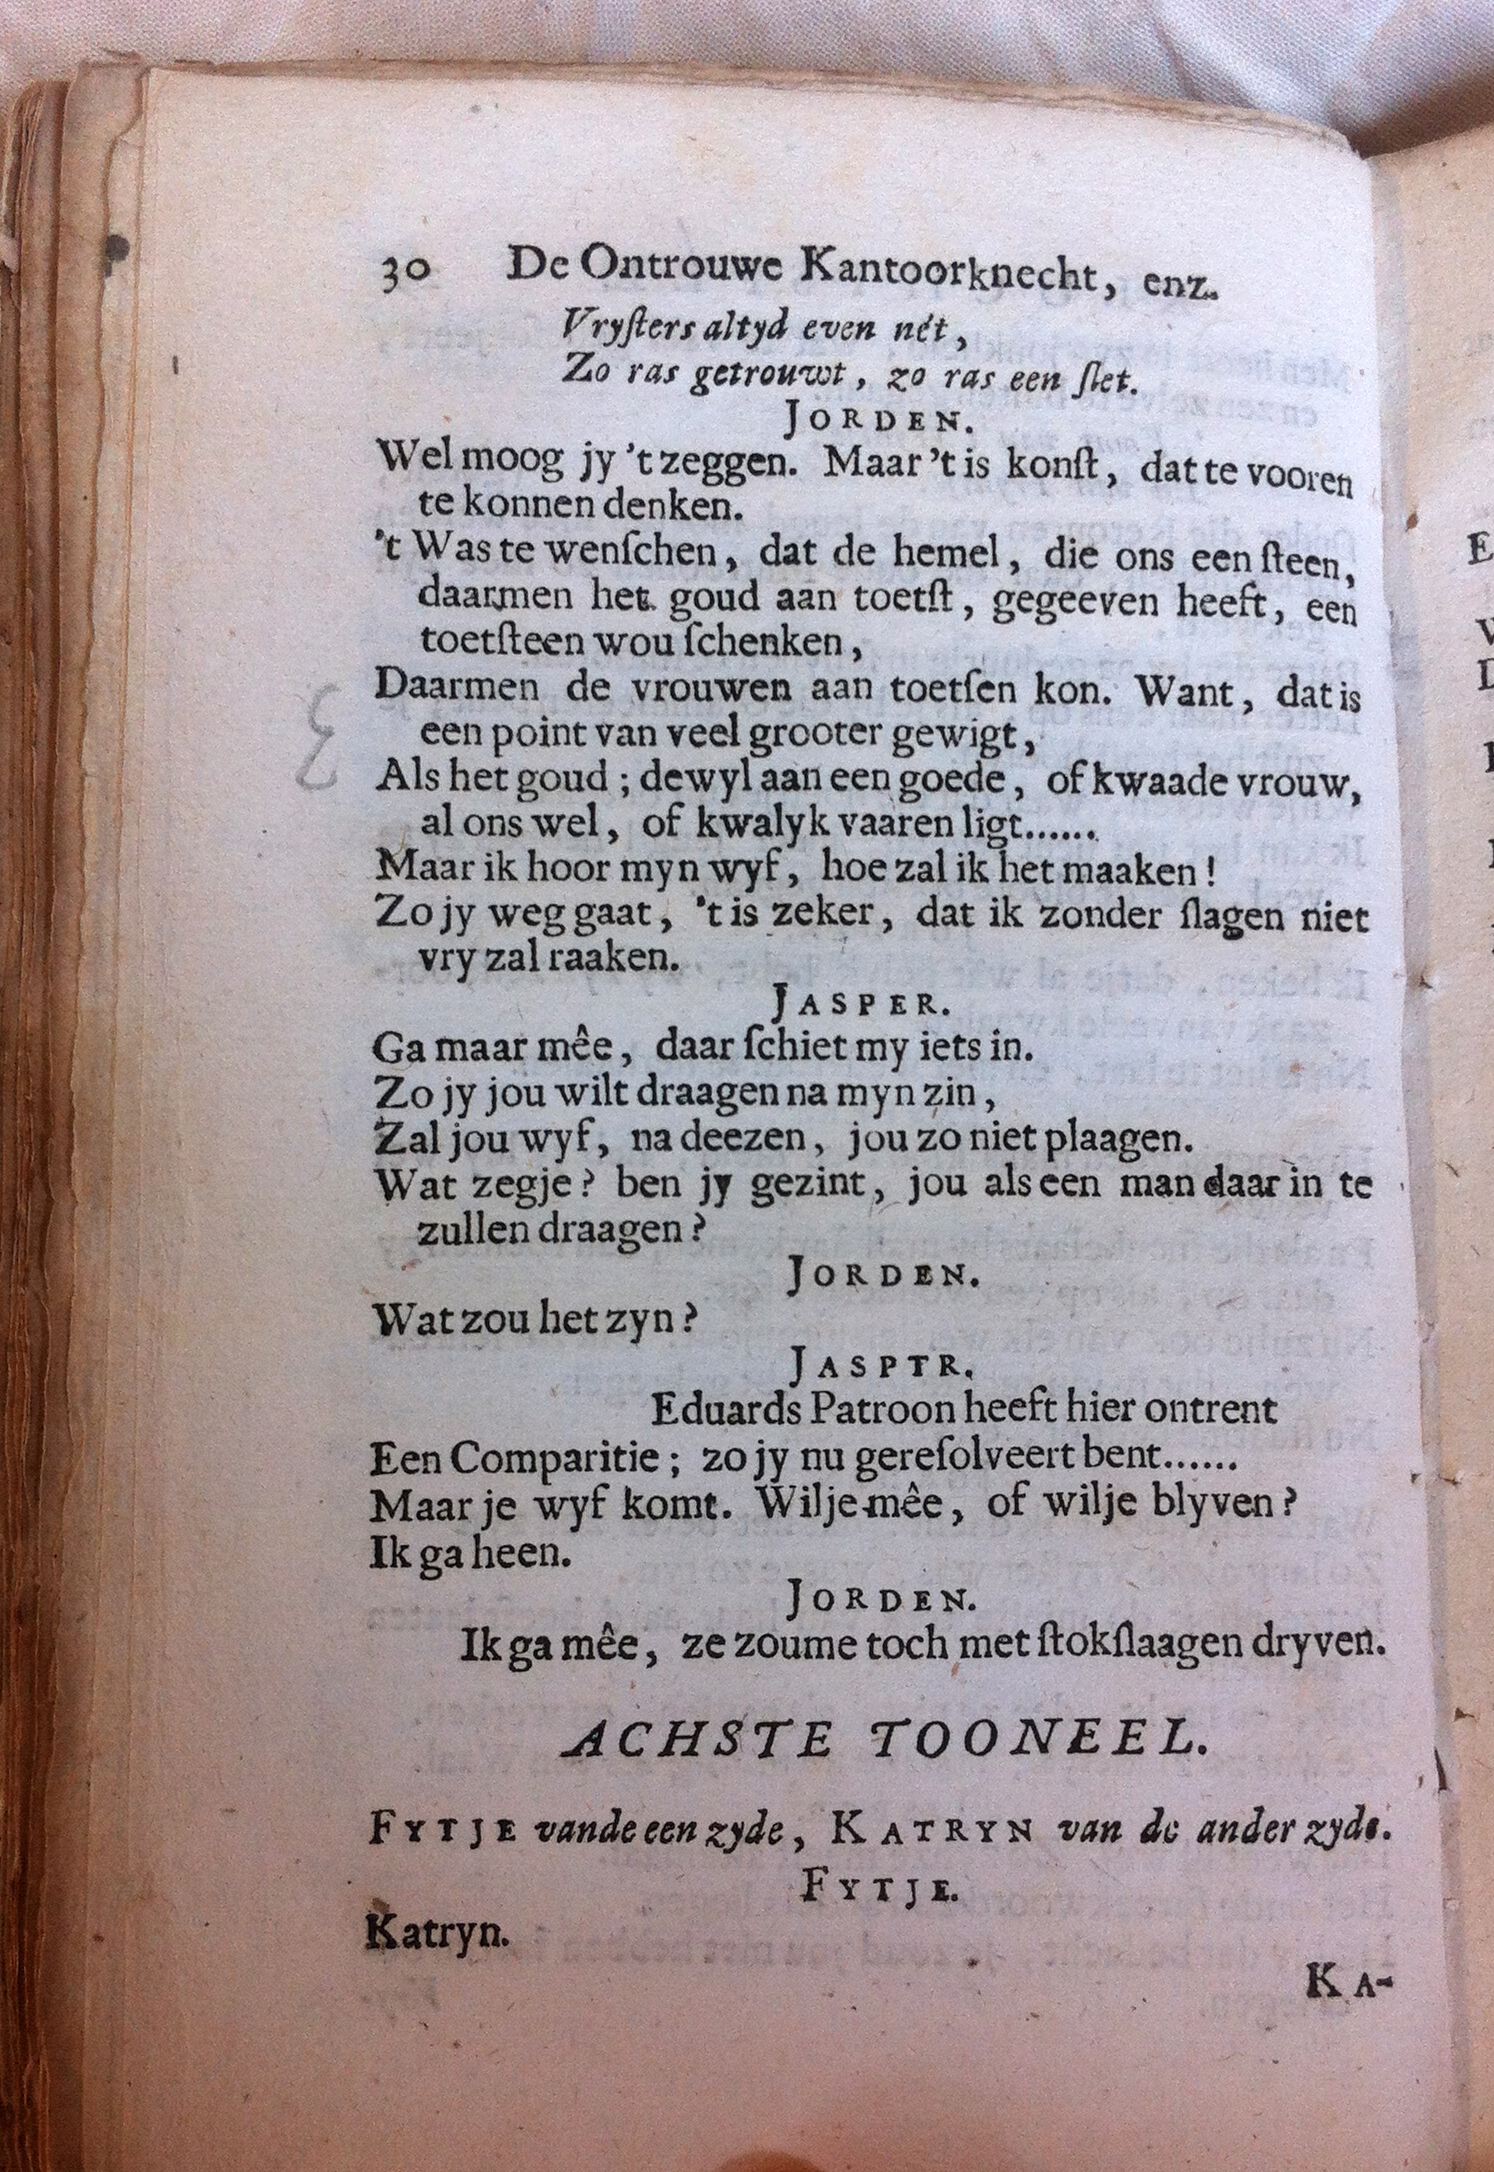 30 De Ontrouwe Kantoorknecht, enz.
Vryſters altyd even nét,
Zo ras getrouwt, zo ras een ſlet.
JORDEN.
Wel moog jy 't zeggen. Maar 't is konſt, dat te vooren
te konnen denken.
't Was te wenſchen, dat de hemel, die ons een ſteen,
daarmen het goud aan toetſt, gegeeven heeft, een
toetſteen wou ſchenken,
Daarmen de vrouwen aan toetſen kon. Want, dat is
een point van veel grooter gewigt,
Als het goud; dewyl aan een goede, of kwaade vrouw,
al ons wel, of kwalyk vaaren ligt......
Maar ik hoor myn wyf, hoe zal ik het maaken!
Zo jy weg gaat, 't is zeker, dat ik zonder ſlagen niet
vry zal raaken.
JASPER.
Ga maar mêe, daar ſchiet my iets in.
Zo jy jou wilt draagen na myn zin,
Zal jou wyf, na deezen, jou zo niet plaagen.
Wat zegje? ben jy gezint, jou als een man daar in te
zullen draagen?
JORDEN.
Wat zou het zyn?
JASPTR.
Eduards Patroon heeft hier ontrent
Een Comparitie; zo jy nu gereſolveert bent......
Maar je wyf komt. Wilje mêe, of wilje blyven?
Ik ga heen.
JORDEN.
Ik ga mêe, ze zoume toch met ſtokſlaagen dryven.
ACHSTE TOONEEL.
FYTJE van de een zyde, KATRYN van de ander zyde.
FYTJE.
Katryn.
KA-